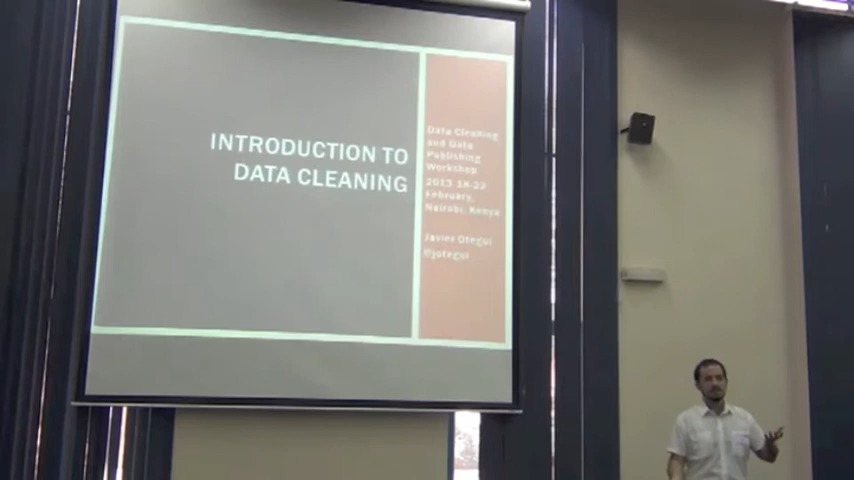 INTRODUCTION TO
DATA CLEANING
Data Cleaning
and Data
Publishing
Workshop
2013 18-22
February,
Nairobi, Kenya
Javier Otegui
@jotegui